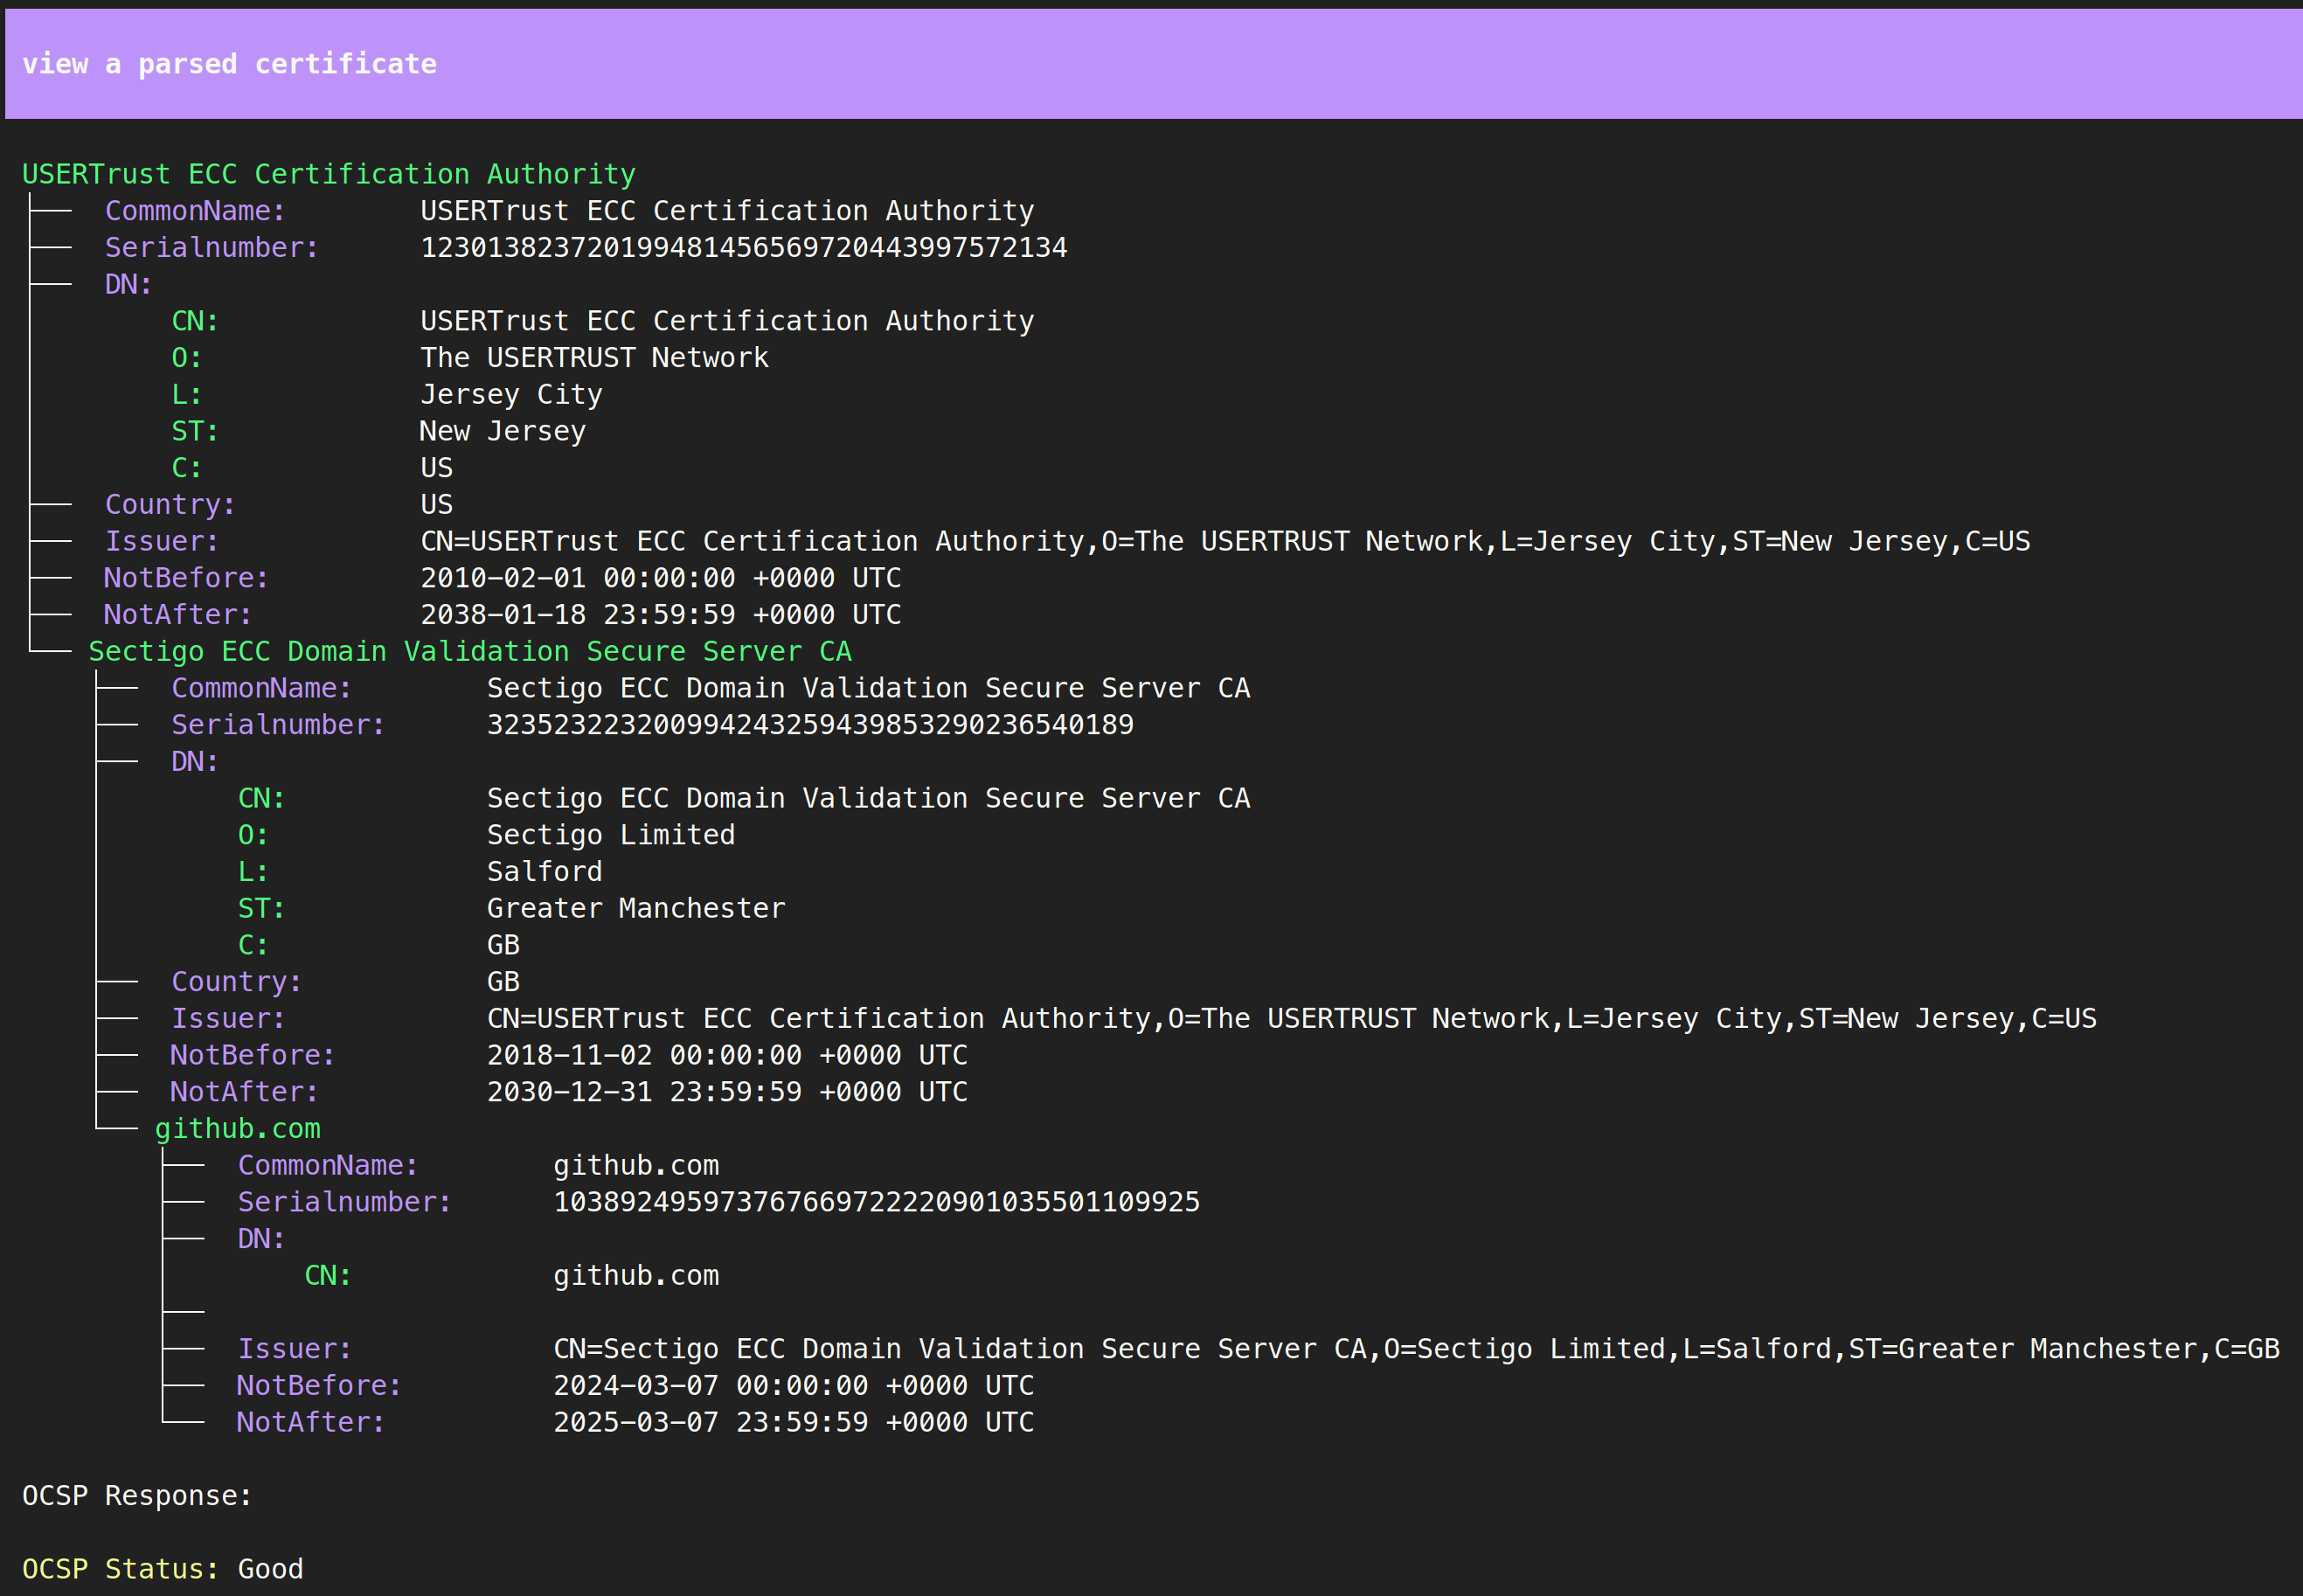 view a parsed certificate
USERTrust ECC Certification Authority
CommonName: USERTrust ECC Certification Authority
Serialnumber: 123013823720199481456569720443997572134
DN:
CN: USERTrust ECC Certification Authority
O: The USERTRUST Network
L: Jersey City
ST: New Jersey
C: US
Country: US
Issuer: CN=USERTrust ECC Certification Authority,O=The USERTRUST Network,L=Jersey City,ST=New Jersey,C=US
NotBefore: 2010-02-01 00:00:00 +0000 UTC
NotAfter: 2038-01-18 23:59:59 +0000 UTC
Sectigo ECC Domain Validation Secure Server CA
CommonName: Sectigo ECC Domain Validation Secure Server CA
Serialnumber: 323523223200994243259439853290236540189
DN:
CN: Sectigo ECC Domain Validation Secure Server CA
O: Sectigo Limited
L: Salford
ST: Greater Manchester
C: GB
Country: GB
Issuer: CN=USERTrust ECC Certification Authority,O=The USERTRUST Network,L=Jersey City,ST=New Jersey,C=US
NotBefore: 2018-11-02 00:00:00 +0000 UTC
NotAfter: 2030-12-31 23:59:59 +0000 UTC
github.com
CommonName: github.com
Serialnumber: 103892495973767669722220901035501109925
DN:
CN: github.com
Issuer: CN=Sectigo ECC Domain Validation Secure Server CA,O=Sectigo Limited,L=Salford,ST=Greater Manchester,C=GB
NotBefore: 2024-03-07 00:00:00 +0000 UTC
NotAfter: 2025-03-07 23:59:59 +0000 UTC
OCSP Response:
OCSP Status: Good